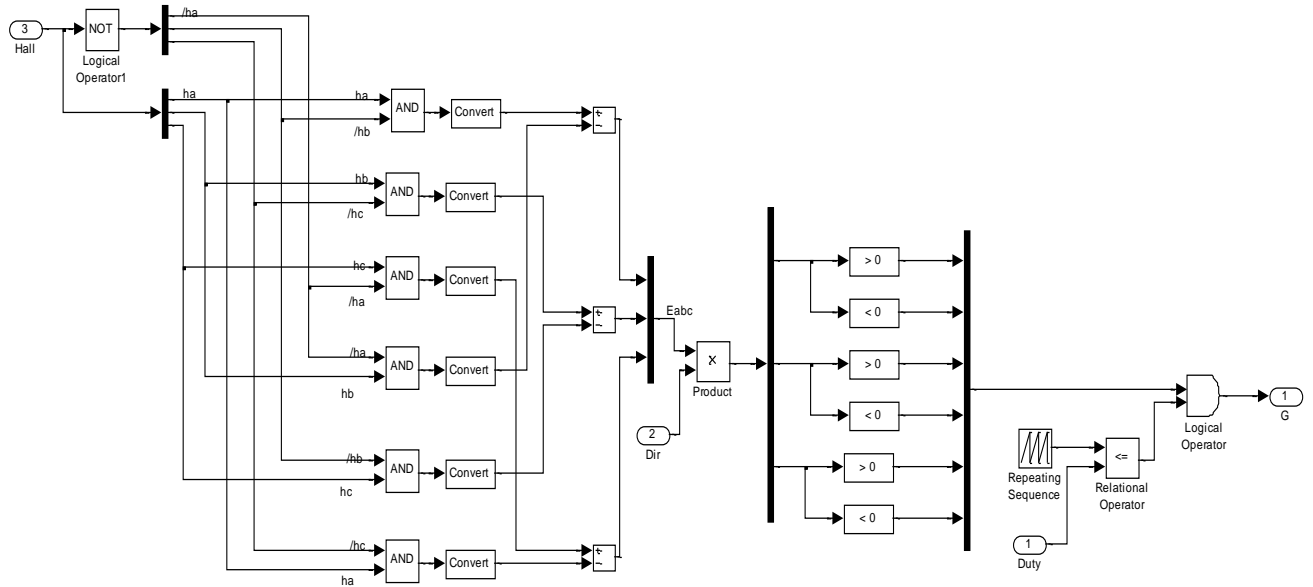 3
Hall
NOT
Logical
Operator1
/ha
ha
ha
/hb
AND
Convert
+
−
hb
/hc
AND
Convert
hc
/ha
AND
Convert
+
−
Eabc
/ha
hb
AND
Convert
/hb
hc
AND
Convert
/hc
ha
AND
Convert
+
−
2
Dir
x
Product
> 0
< 0
> 0
< 0
> 0
< 0
Repeating
Sequence
<=
Relational
Operator
1
Duty
Logical
Operator
1
G